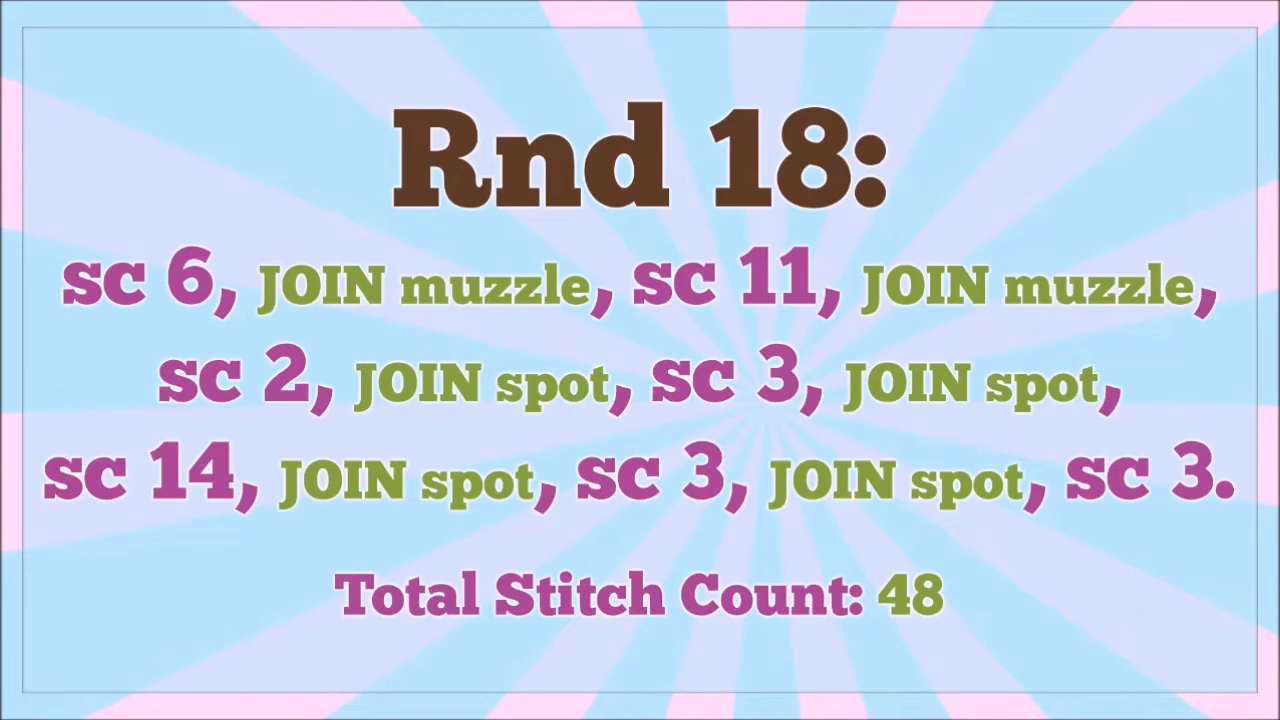 Rnd 18:
sc 6, JOIN muzzle, sc 11, JOIN muzzle,
sc 2, JOIN spot, sc 3, JOIN spot,
sc 14, JOIN spot, sc 3, JOIN spot, sc 3.
Total Stitch Count: 48